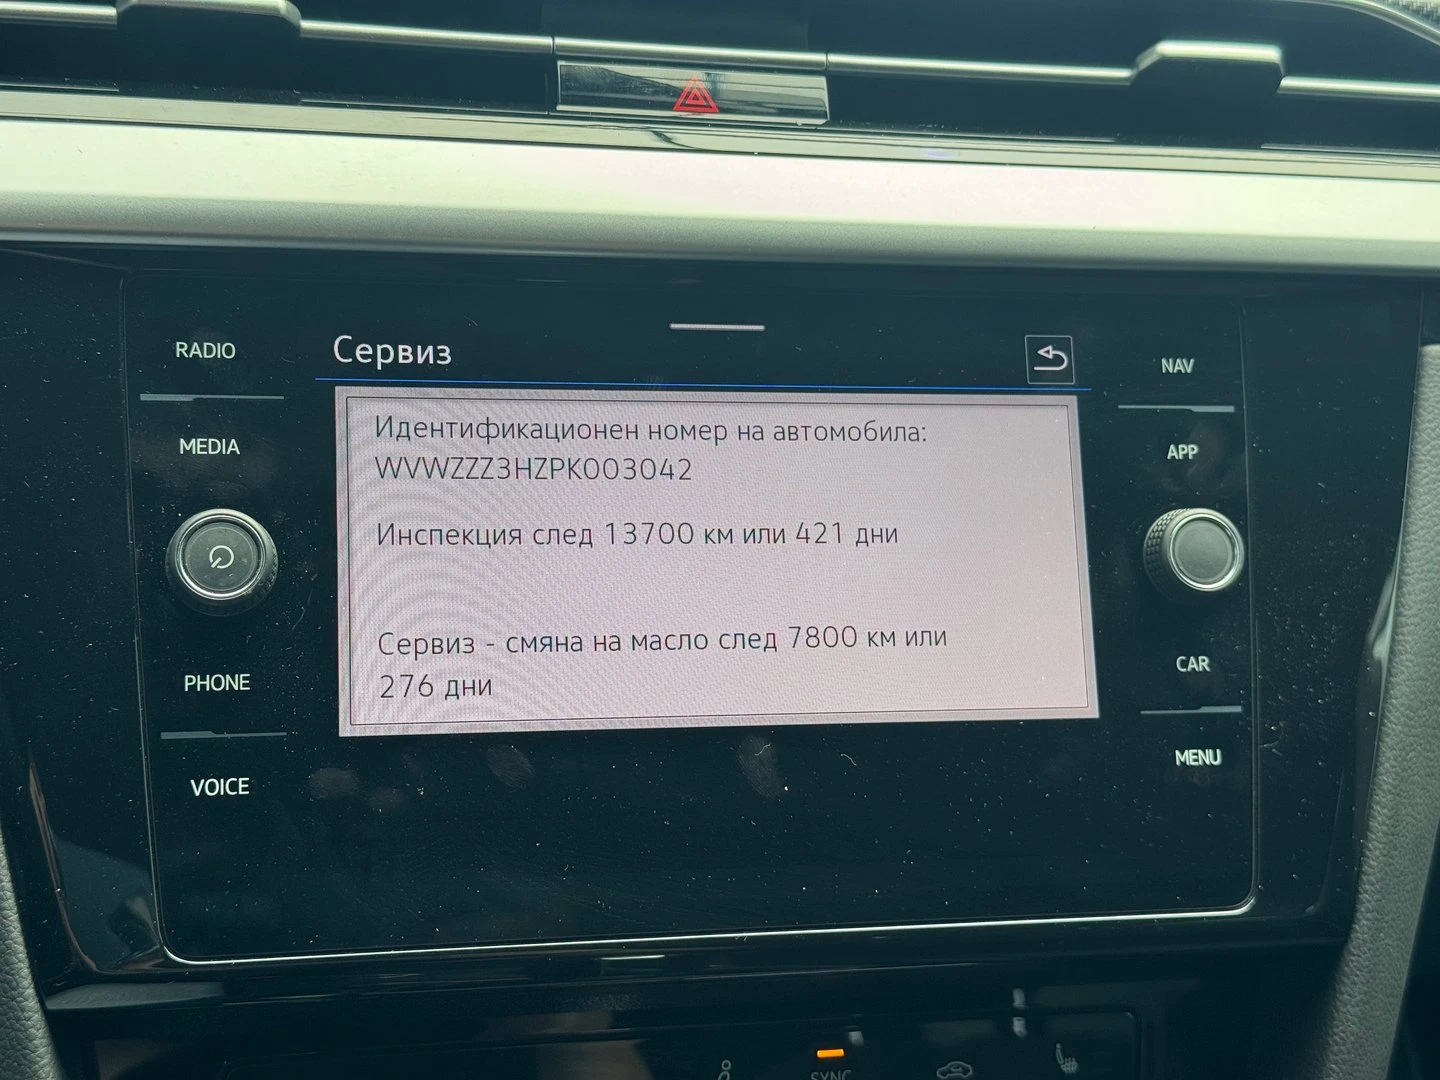 RADIO
MEDIA
PHONE
VOICE
Сервиз
Идентификационен номер на автомобила:
WVWZZZ3HZPK003042
Инспекция след 13700 км или 421 дни
Сервиз - смяна на масло след 7800 км или
276 дни
NAV
APP
CAR
MENU
SYNC